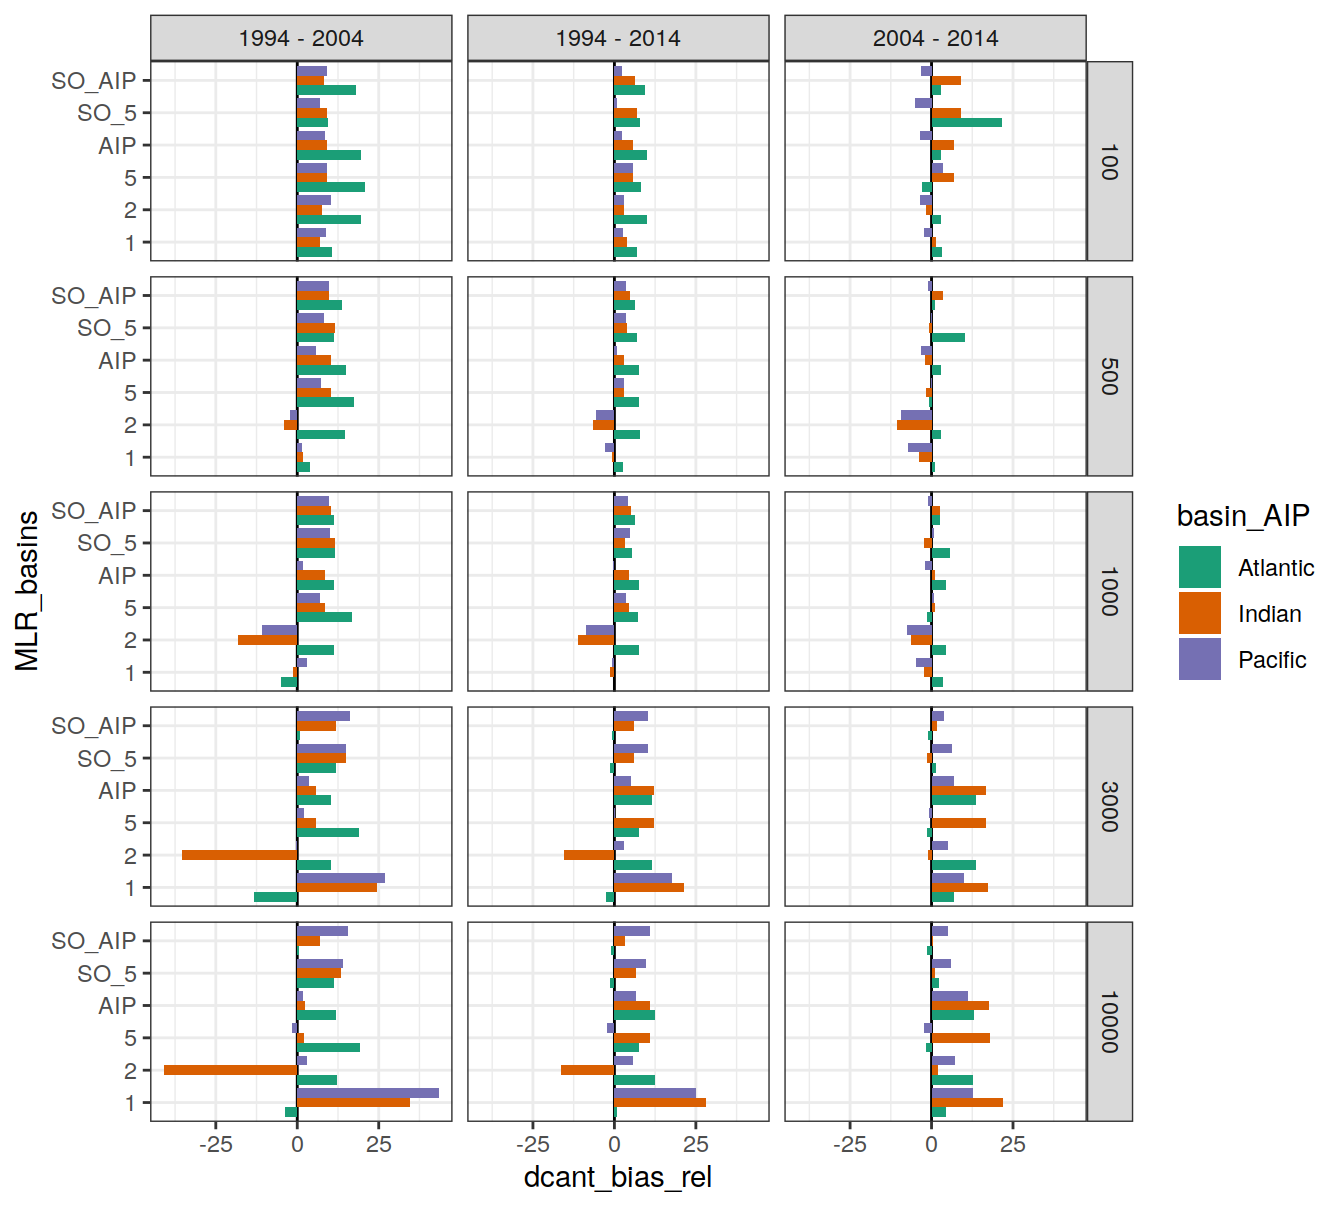 1994 - 2004
1994 - 2014
2004 - 2014
SO_AIP
SO_5
AIP
5
2
1
100
SO_AIP
SO_5
AIP
5
2
1
500
SO_AIP
SO_5
AIP
5
2
1
1000
SO_AIP
SO_5
AIP
5
2
1
3000
SO_AIP
SO_5
AIP
5
2
1
10000
-25 0 25
-25 0 25
-25 0 25
dcant_bias_rel
MLR_basins
basin_AIP
Atlantic
Indian
Pacific